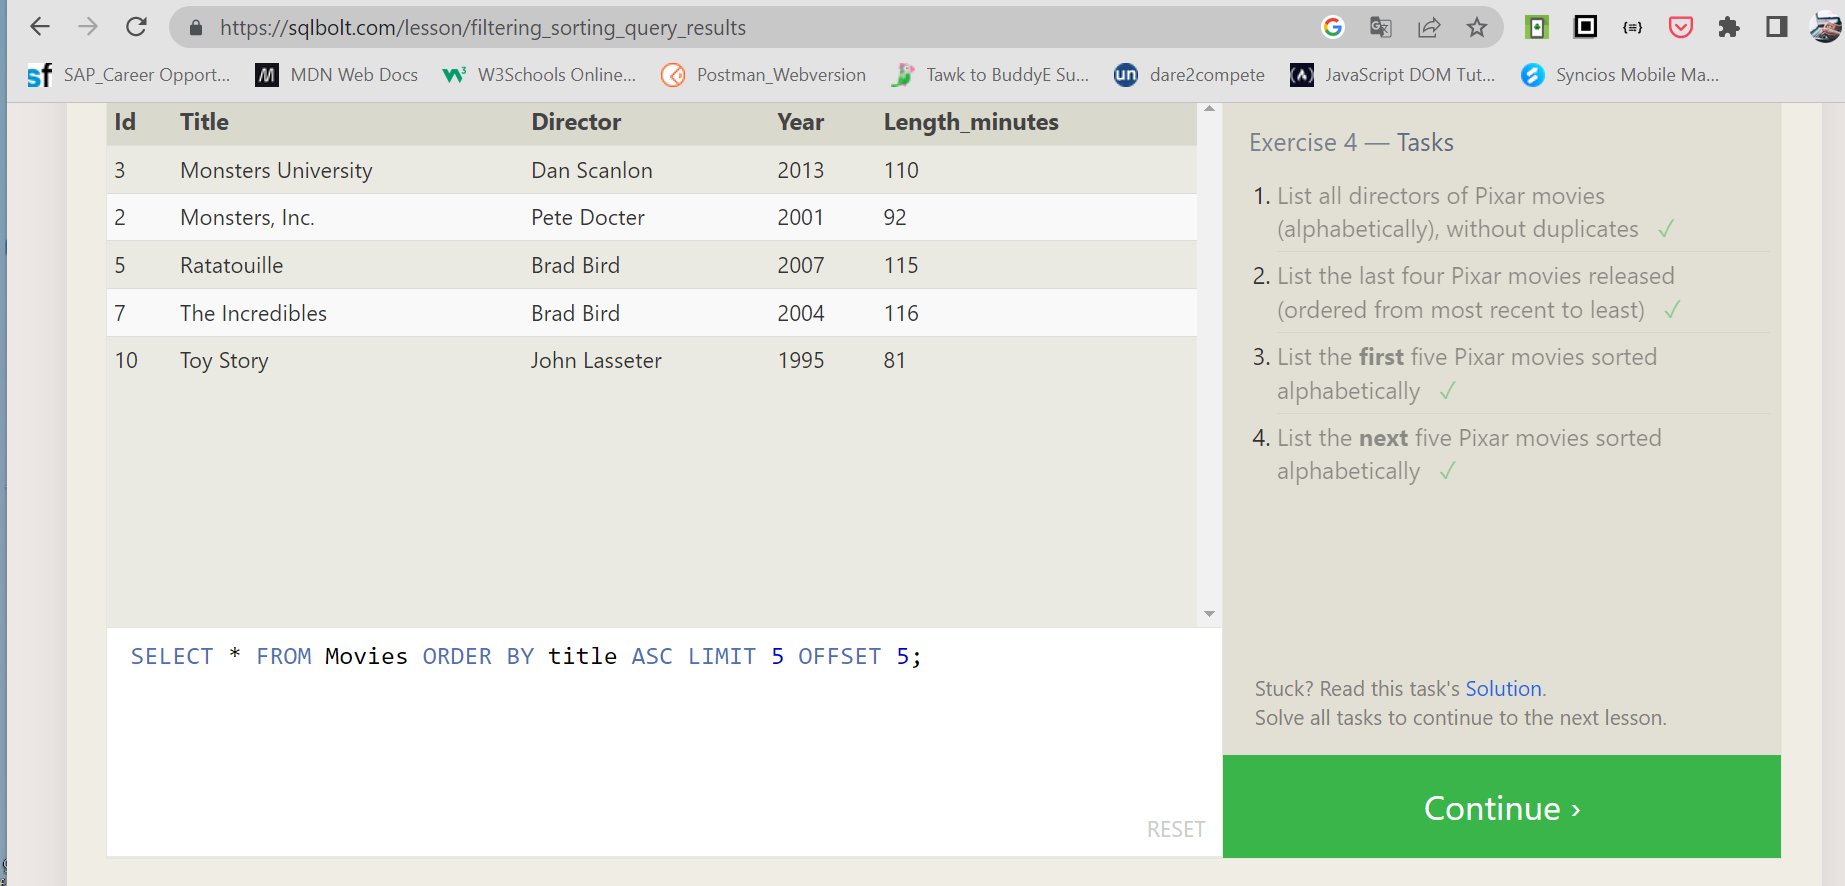 https://sqlbolt.com/lesson/filtering_sorting_query_results
SAP_Career Opport... MDN Web Docs W3Schools Online... Postman_Webversion Tawk to BuddyE Su... dare2compete JavaScript DOM Tut... Syncios Mobile Ma...
Id Title Director Year Length_minutes
3 Monsters University Dan Scanlon 2013 110
2 Monsters, Inc. Pete Docter 2001 92
5 Ratatouille Brad Bird 2007 115
7 The Incredibles Brad Bird 2004 116
10 Toy Story John Lasseter 1995 81
SELECT * FROM Movies ORDER BY title ASC LIMIT 5 OFFSET 5;
RESET
Exercise 4 — Tasks
1. List all directors of Pixar movies
(alphabetically), without duplicates ✓
2. List the last four Pixar movies released
(ordered from most recent to least) ✓
3. List the first five Pixar movies sorted
alphabetically ✓
4. List the next five Pixar movies sorted
alphabetically ✓
Stuck? Read this task's Solution.
Solve all tasks to continue to the next lesson.
Continue ›